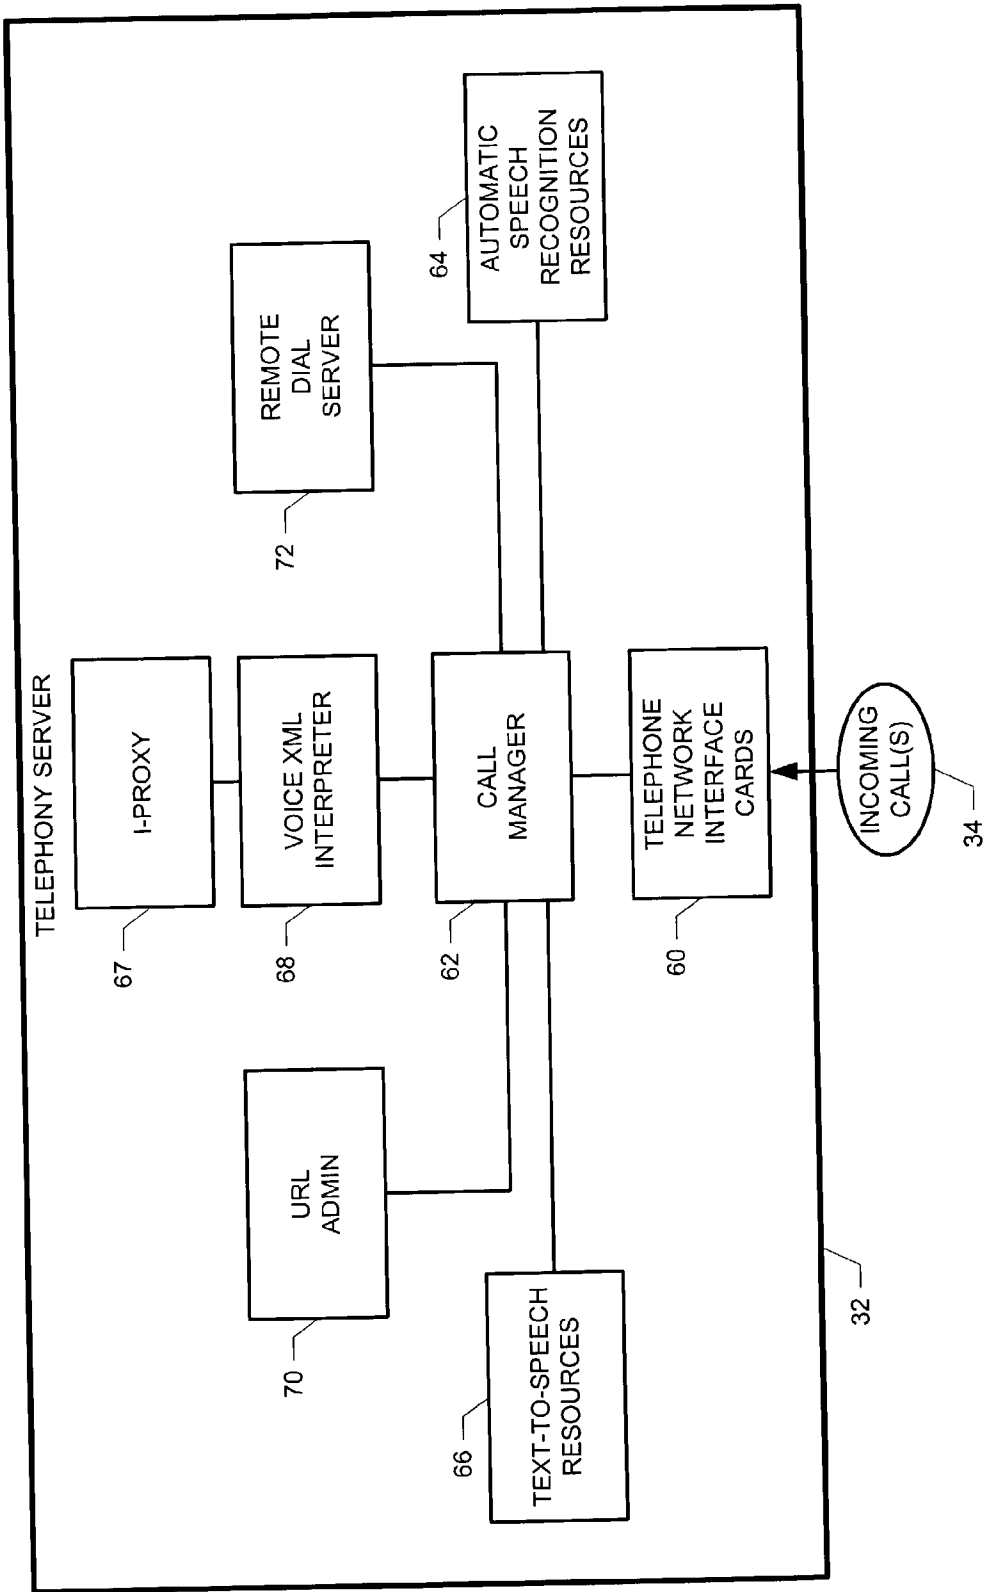 TELEPHONY SERVER
I-PROXY
67
VOICE XML
INTERPRETER
68
URL
ADMIN
70
REMOTE
DIAL
SERVER
72
CALL
MANAGER
62
TEXT-TO-SPEECH
RESOURCES
66
AUTOMATIC
SPEECH
RECOGNITION
RESOURCES
64
TELEPHONE
NETWORK
INTERFACE
CARDS
60
INCOMING
CALL(S)
34
32